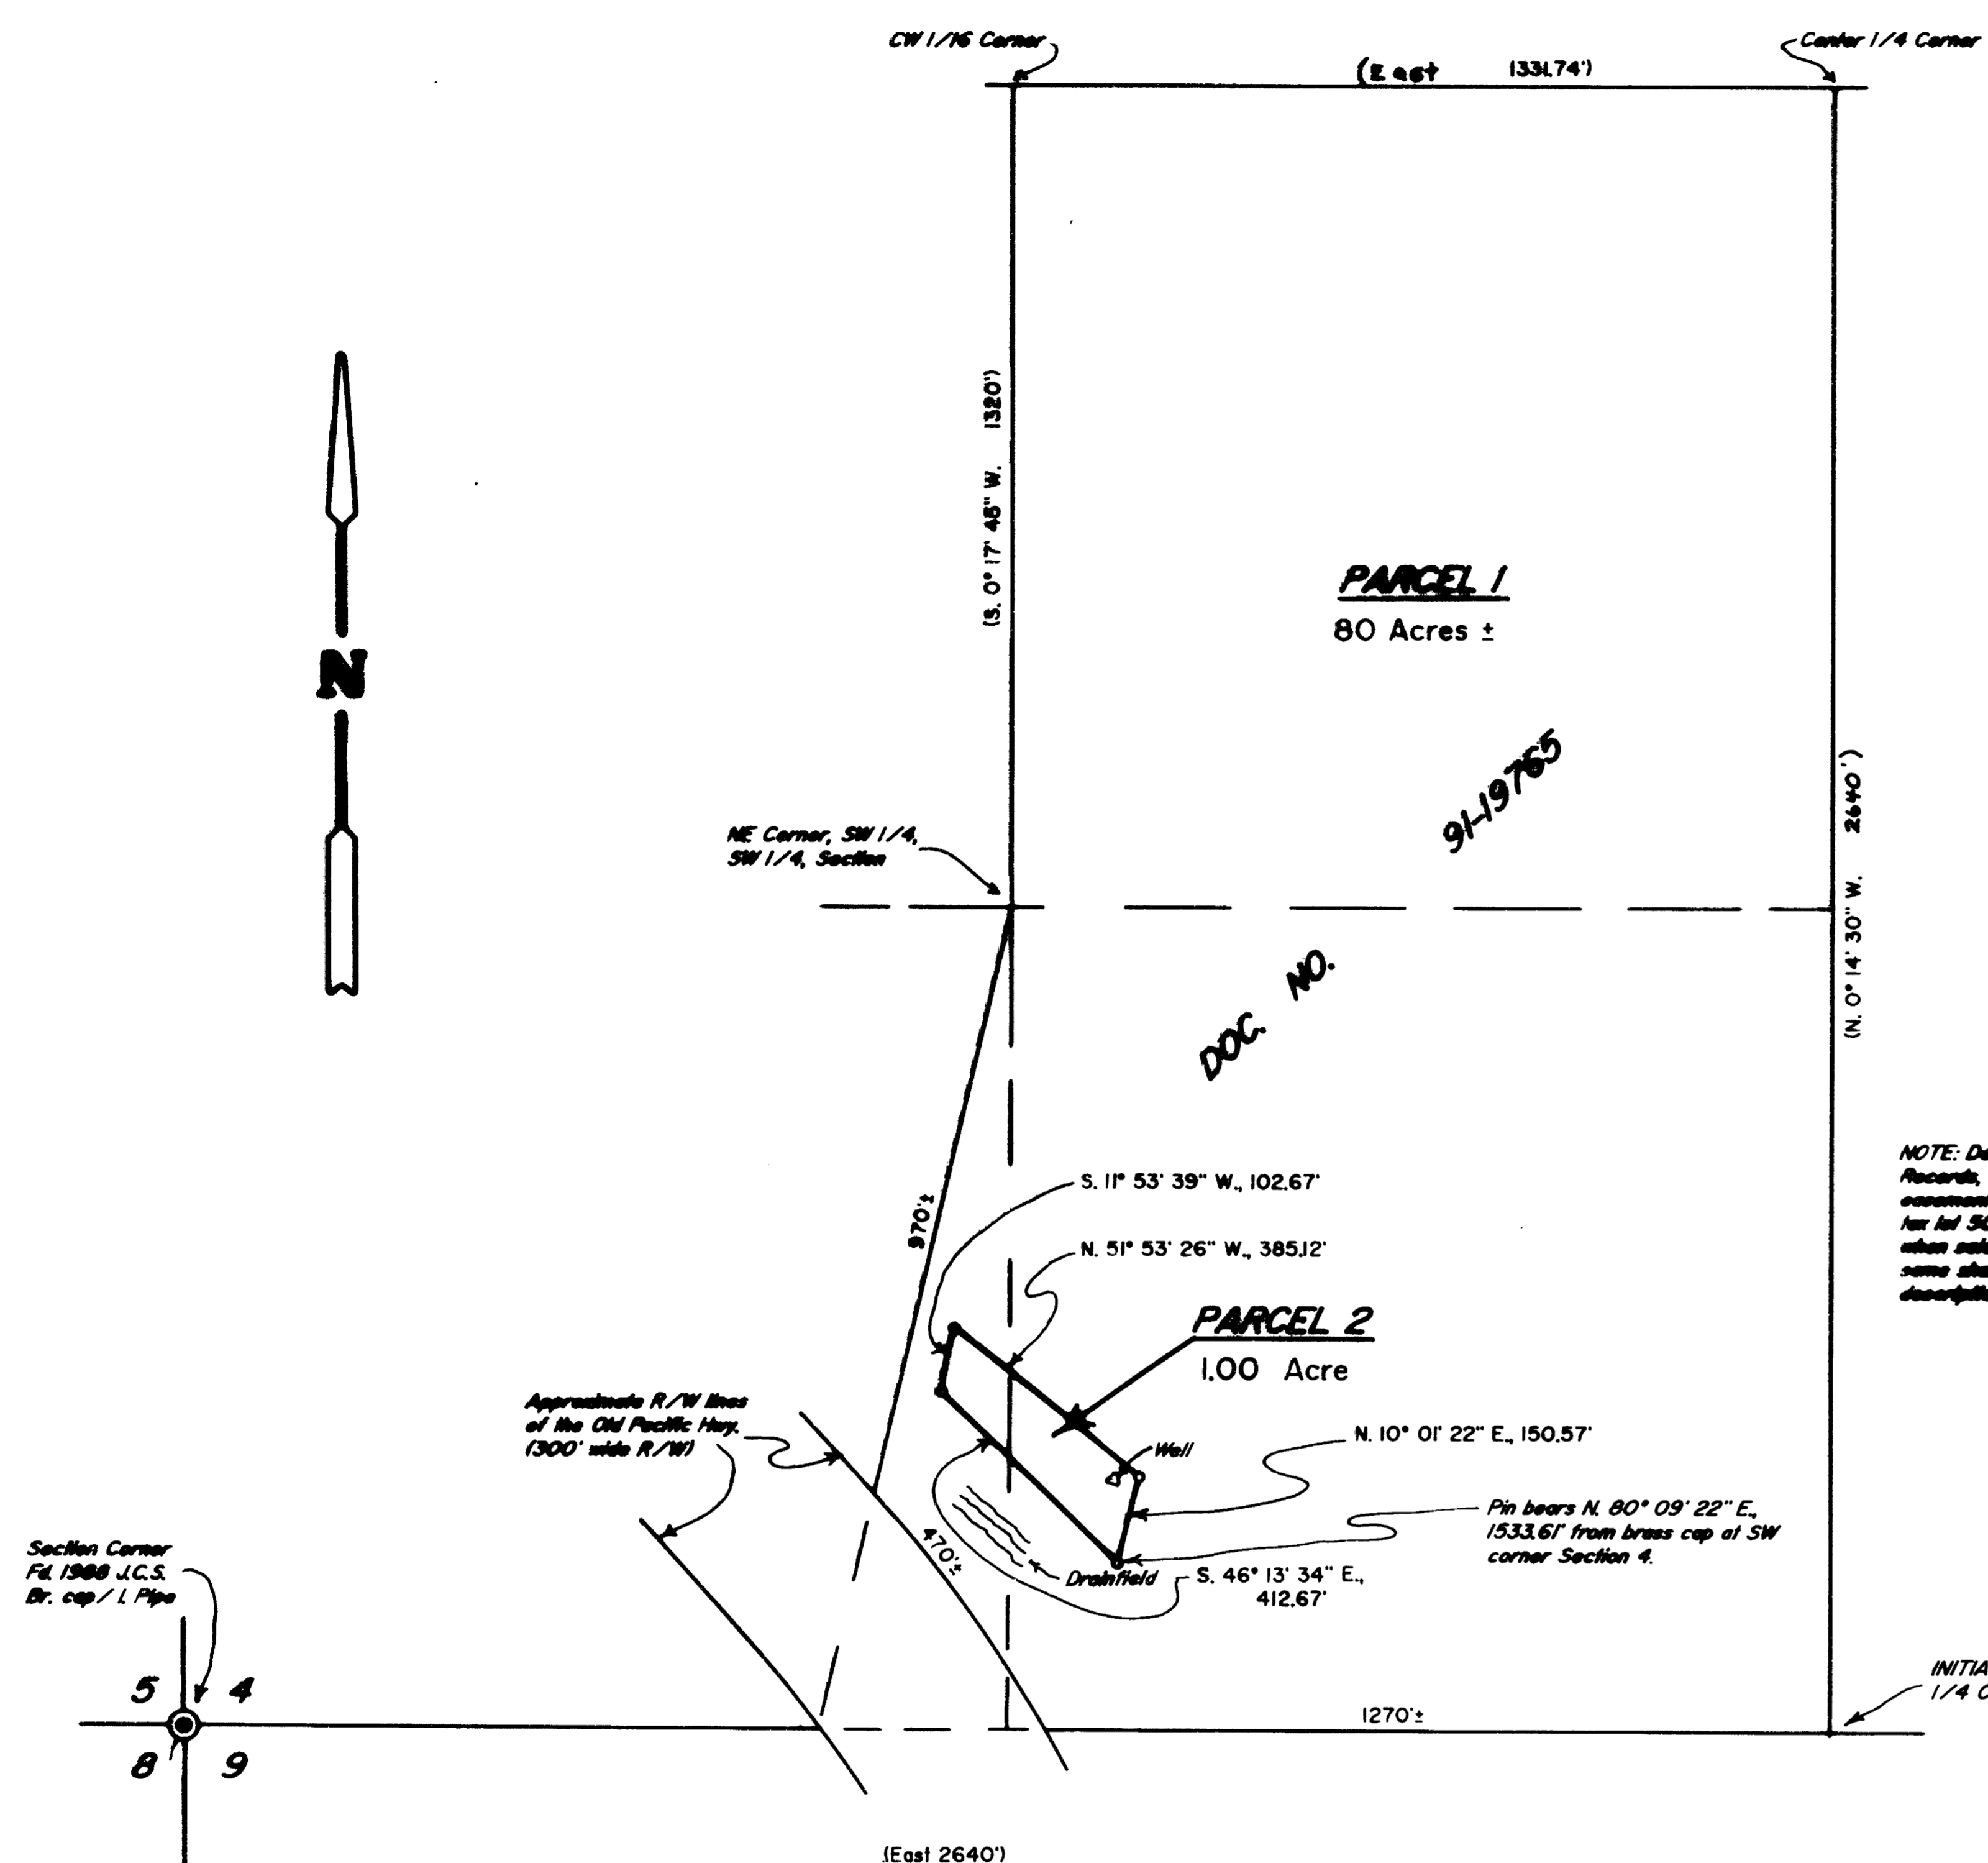 CW 1/16 Corner
Center 1/4 Corner
(East 1331.74')
(S. 0° 17' 45" W. 1320')
N
PARCEL 1
80 Acres ±
91-19765
DOC. NO.
(N. 0° 14' 30" W. 2640')
NE Corner, SW 1/4,
SW 1/4, Section
970'±
S. 11° 53' 39" W., 102.67'
N. 51° 53' 26" W., 385.12'
NOTE:
Records,
PARCEL 2
1.00 Acre
Approximate R/W lines
of the Old Pacific Hwy.
(300' wide R/W)
N. 10° 01' 22" E., 150.57'
Well
Pin bears N. 80° 09' 22" E.,
1533.61' from brass cap at SW
corner Section 4.
470'±
Drainfield
S. 46° 13' 34" E.,
412.67'
Section Corner
Fd. 1988 J.C.S.
Br. cap / I. Pipe
5 4
8 9
INITIA
1/4 C
1270'±
(East 2640')